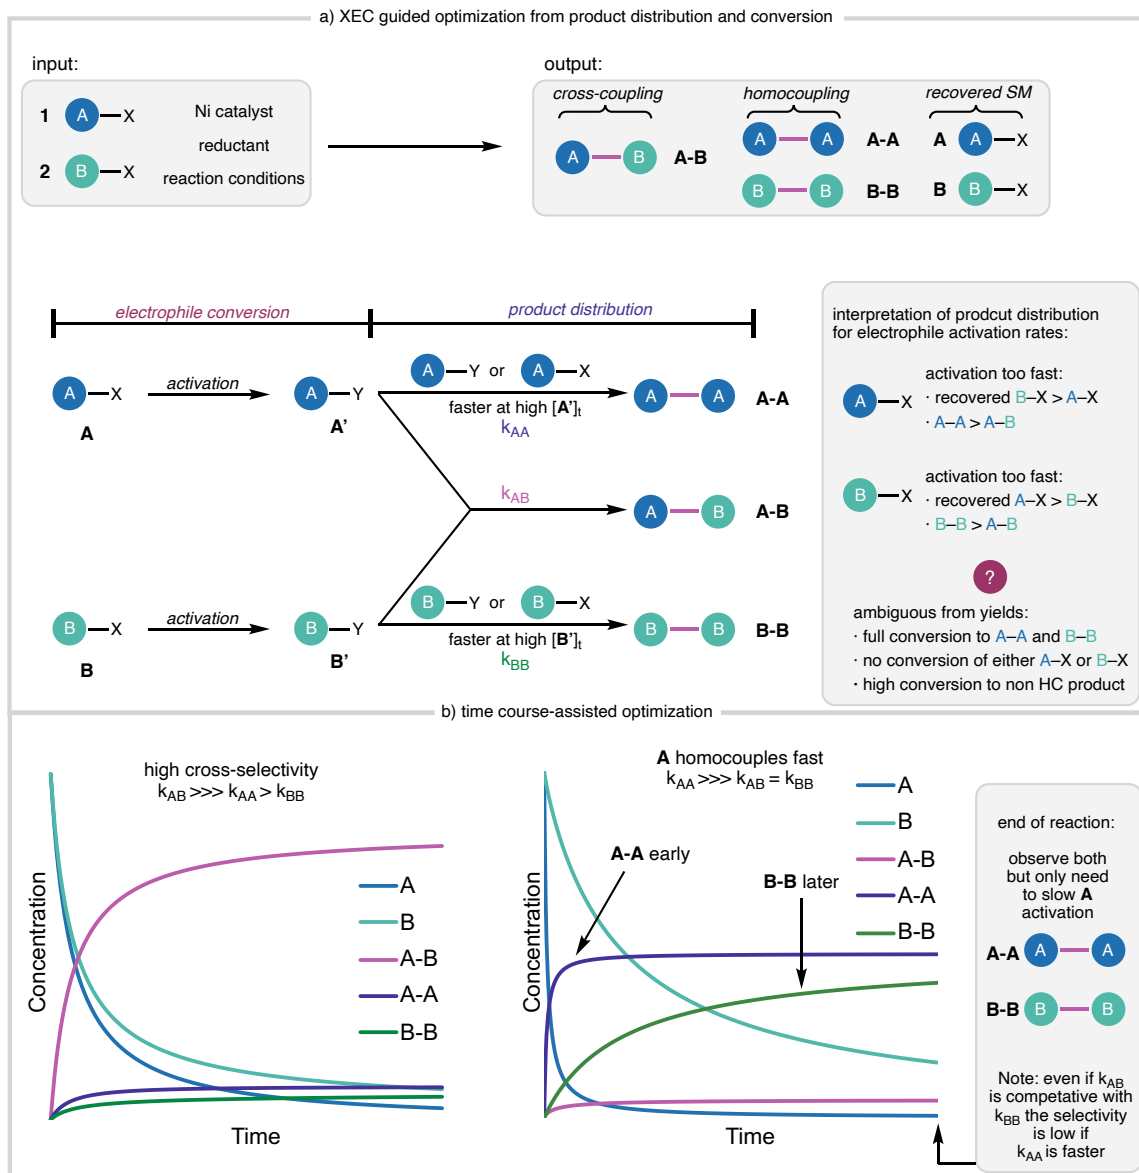 a) XEC guided optimization from product distribution and conversion
input:
1 A–X
2 B–X
Ni catalyst
reductant
reaction conditions
output:
cross-coupling
A–B A-B
homocoupling
A–A A-A
B–B B-B
recovered SM
A A–X
B B–X
electrophile conversion
product distribution
A–X activation A–Y
A A'
A–Y or A–X
faster at high [A']t
kAA
A–A A-A
kAB
A–B A-B
B–X activation B–Y
B B'
B–Y or B–X
faster at high [B']t
kBB
B–B B-B
interpretation of prodcut distribution
for electrophile activation rates:
A–X
activation too fast:
· recovered B–X > A–X
· A–A > A–B
B–X
activation too fast:
· recovered A–X > B–X
· B–B > A–B
?
ambiguous from yields:
· full conversion to A–A and B–B
· no conversion of either A–X or B–X
· high conversion to non HC product
b) time course-assisted optimization
high cross-selectivity
kAB >>> kAA > kBB
A
B
A-B
A-A
B-B
Concentration
Time
A homocouples fast
kAA >>> kAB = kBB
A
B
A-B
A-A
B-B
A-A early
B-B later
Concentration
Time
end of reaction:
observe both
but only need
to slow A
activation
A-A A–A
B-B B–B
Note: even if kAB
is competative with
kBB the selectivity
is low if
kAA is faster